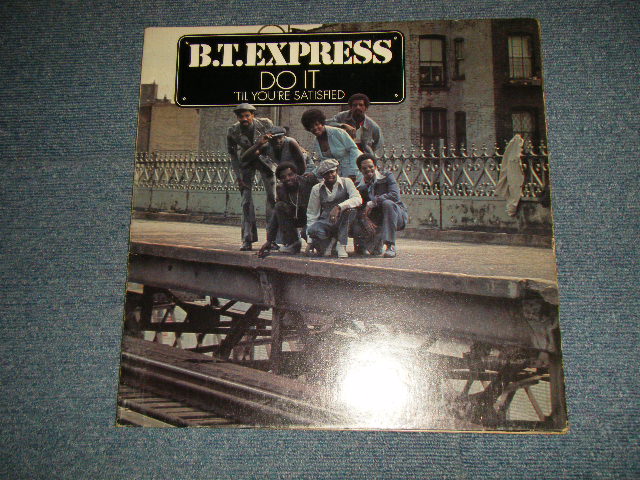 B.T. EXPRESS
DO IT
'TIL YOU'RE SATISFIED